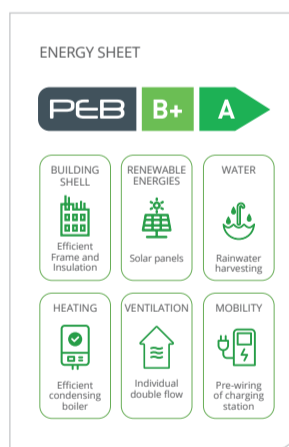 ENERGY SHEET
PEB B+ A
BUILDING
SHELL
Efficient
Frame and
Insulation
RENEWABLE
ENERGIES
Solar panels
WATER
Rainwater
harvesting
HEATING
Efficient
condensing
boiler
VENTILATION
Individual
double flow
MOBILITY
Pre-wiring
of charging
station